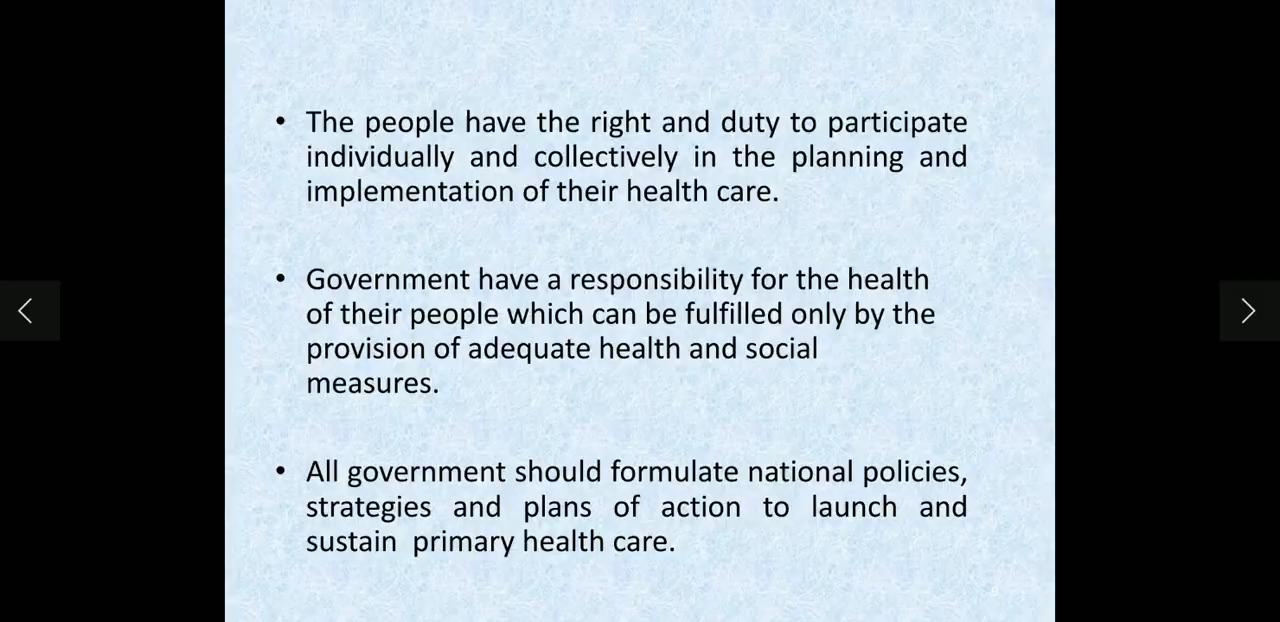 • The people have the right and duty to participate
individually and collectively in the planning and
implementation of their health care.
• Government have a responsibility for the health
of their people which can be fulfilled only by the
provision of adequate health and social
measures.
• All government should formulate national policies,
strategies and plans of action to launch and
sustain primary health care.